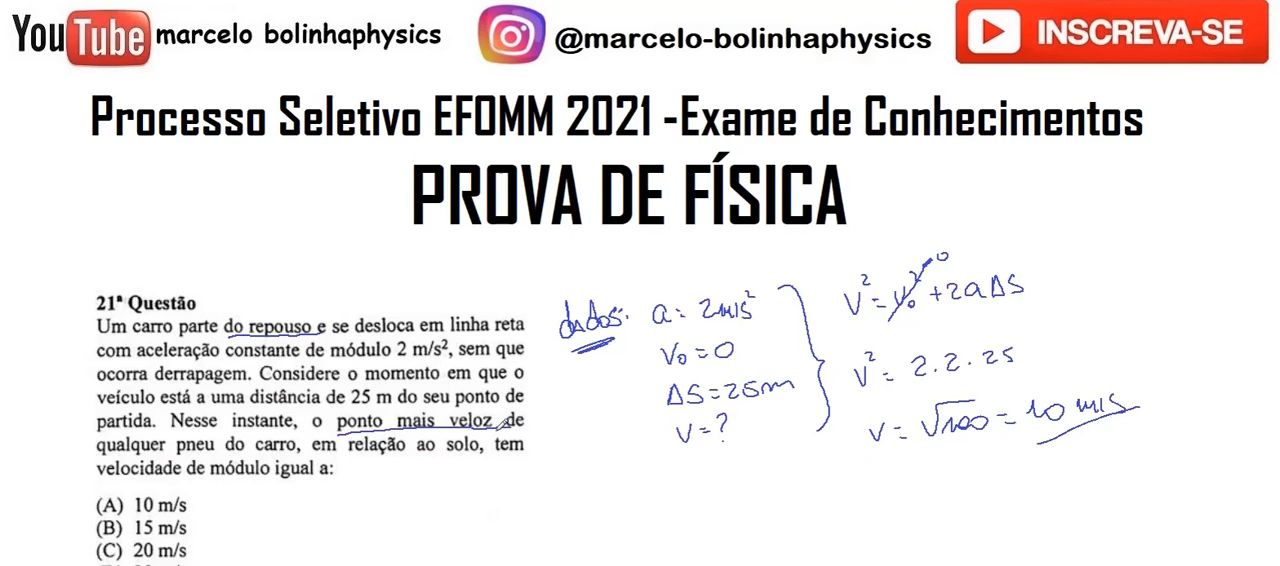 YouTube marcelo bolinhaphysics @marcelo-bolinhaphysics INSCREVA-SE
Processo Seletivo EFOMM 2021 -Exame de Conhecimentos
PROVA DE FÍSICA
21ª Questão
Um carro parte do repouso e se desloca em linha reta
com aceleração constante de módulo 2 m/s², sem que
ocorra derrapagem. Considere o momento em que o
veículo está a uma distância de 25 m do seu ponto de
partida. Nesse instante, o ponto mais veloz de
qualquer pneu do carro, em relação ao solo, tem
velocidade de módulo igual a:
(A) 10 m/s
(B) 15 m/s
(C) 20 m/s
dados: a = 2m/s²
V₀ = 0
ΔS = 25m
V = ?
V² = V₀² + 2aΔS
0
V² = 2.2.25
V = √100 = 10 m/s